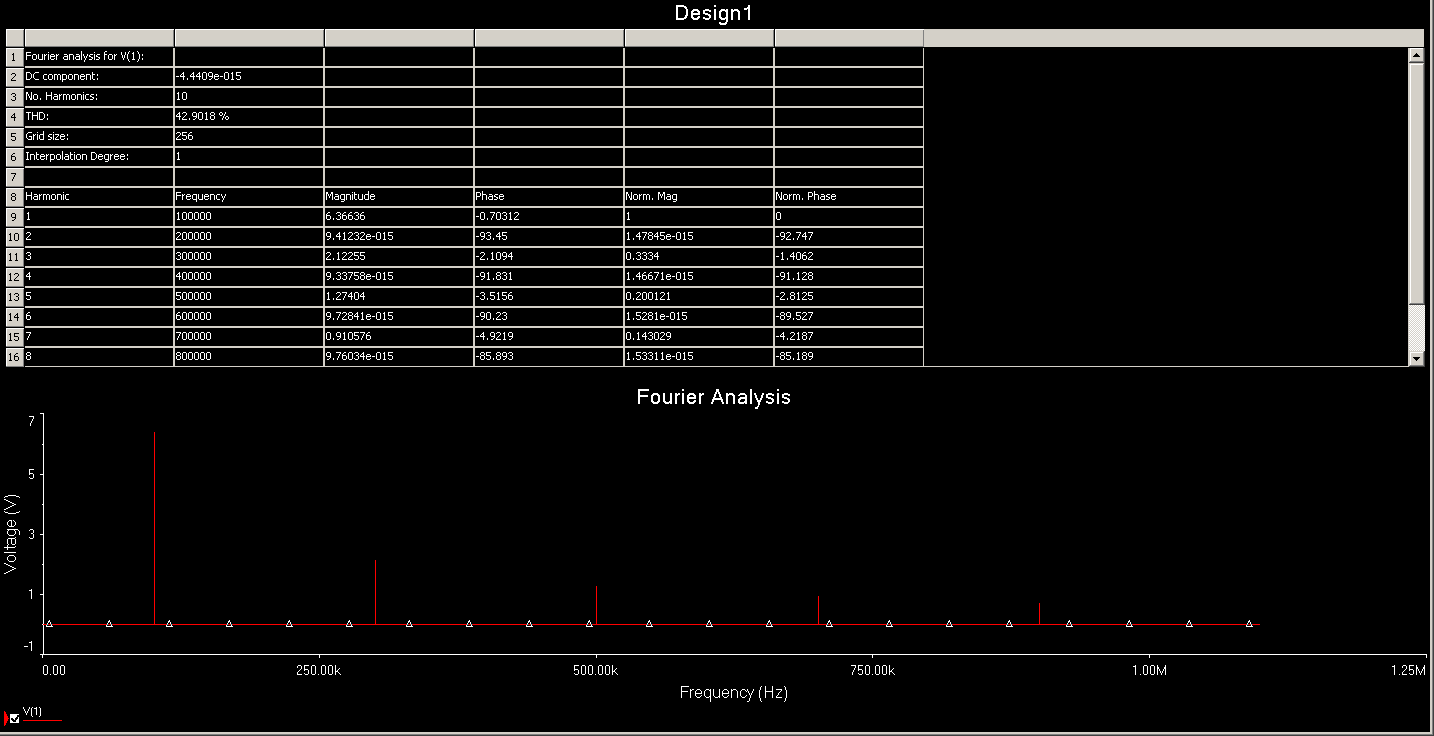 Design1
1 Fourier analysis for V(1):
2 DC component: -4.4409e-015
3 No. Harmonics: 10
4 THD: 42.9018 %
5 Grid size: 256
6 Interpolation Degree: 1
7
8 Harmonic Frequency Magnitude Phase Norm. Mag Norm. Phase
9 1 100000 6.36636 -0.70312 1 0
10 2 200000 9.41232e-015 -93.45 1.47845e-015 -92.747
11 3 300000 2.12255 -2.1094 0.3334 -1.4062
12 4 400000 9.33758e-015 -91.831 1.46671e-015 -91.128
13 5 500000 1.27404 -3.5156 0.200121 -2.8125
14 6 600000 9.72841e-015 -90.23 1.5281e-015 -89.527
15 7 700000 0.910576 -4.9219 0.143029 -4.2187
16 8 800000 9.76034e-015 -85.893 1.53311e-015 -85.189
Fourier Analysis
7
5
3
1
-1
Voltage (V)
0.00 250.00k 500.00k 750.00k 1.00M 1.25M
Frequency (Hz)
V(1)